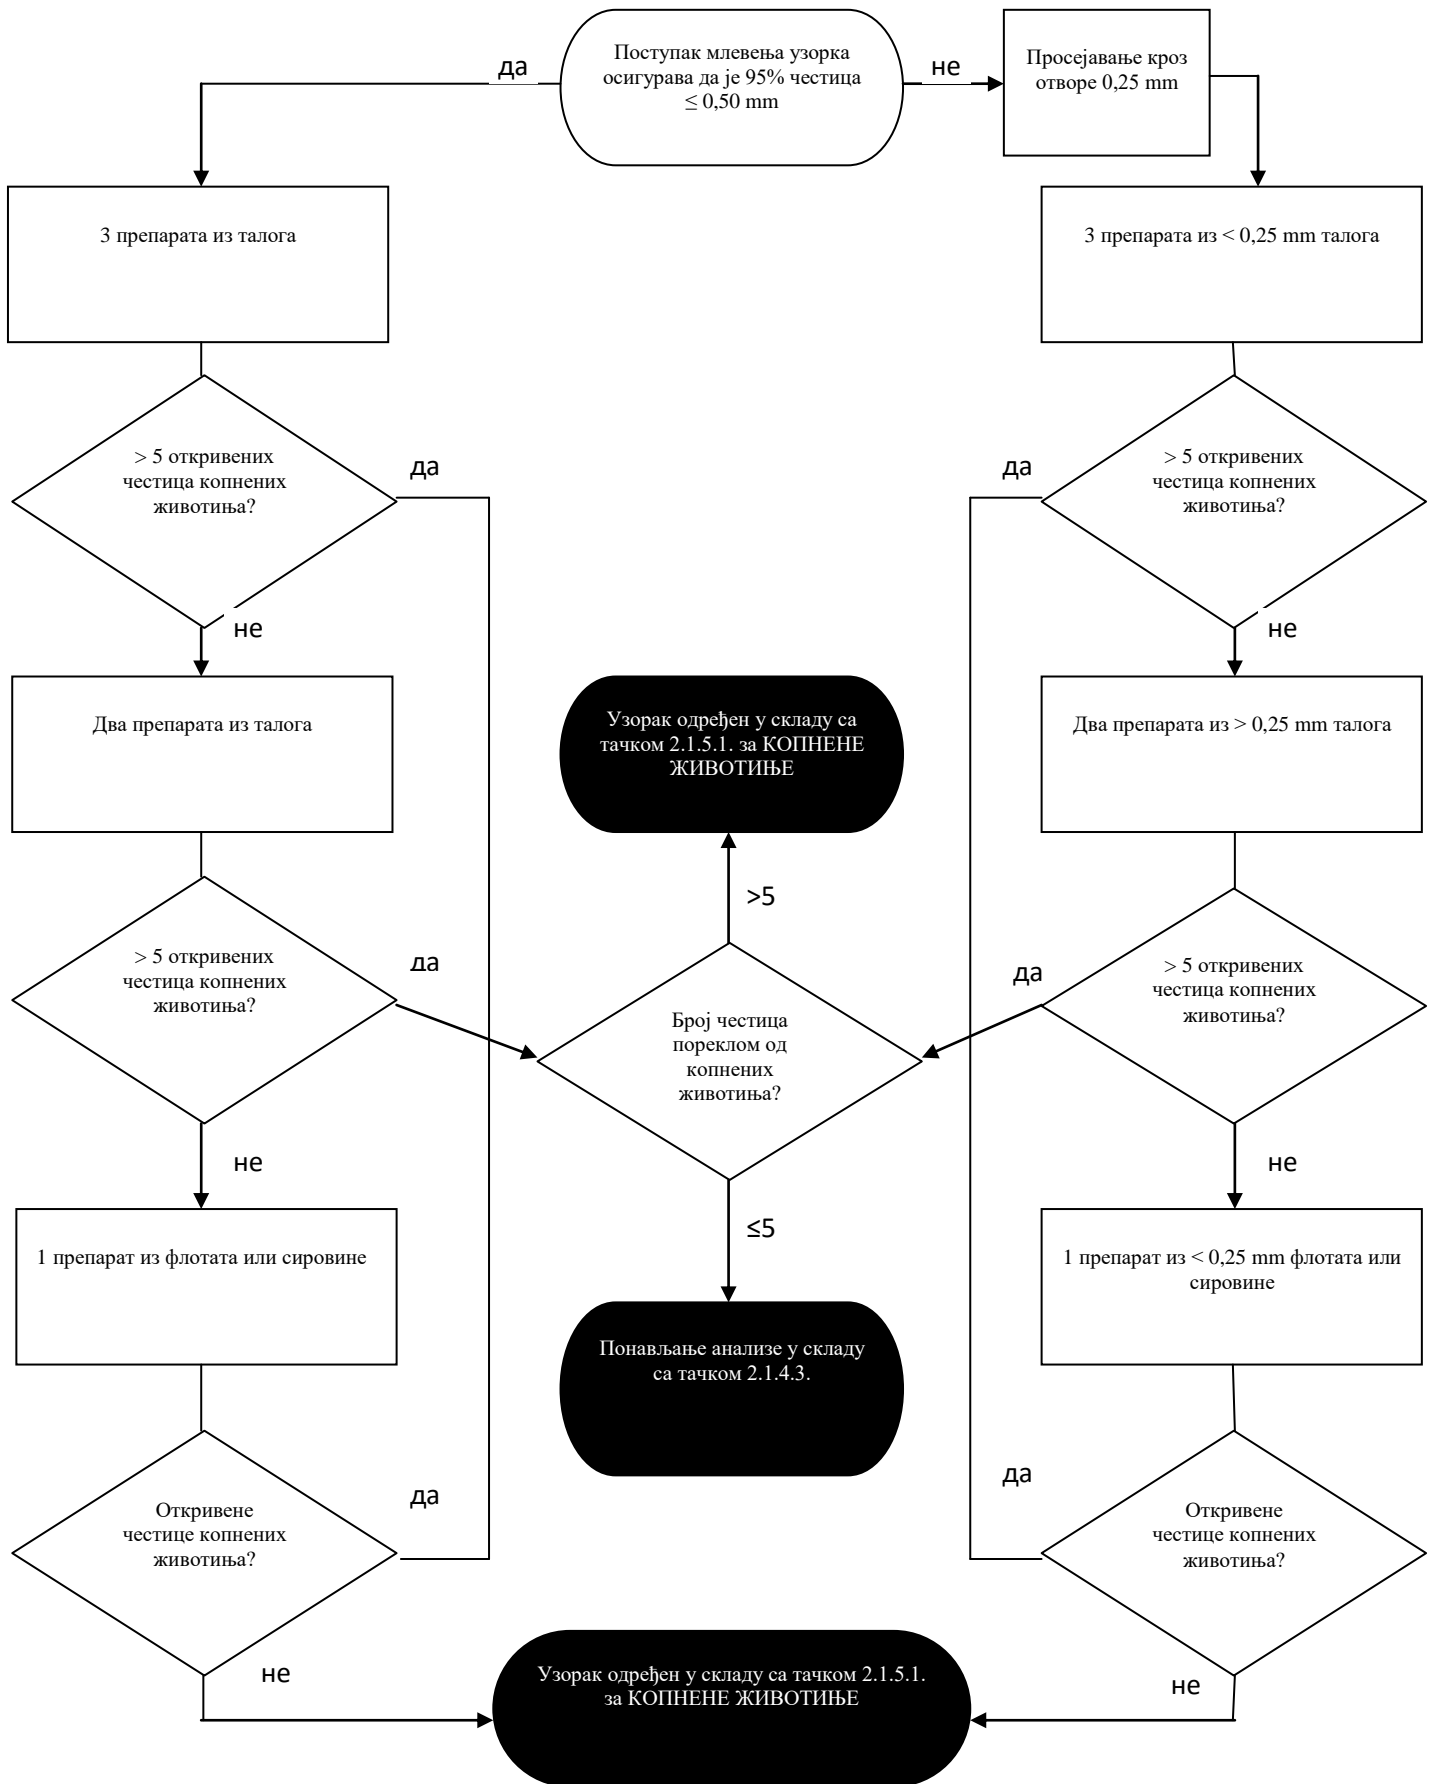 Поступак млевења узорка
осигурава да је 95% честица
≤ 0,50 mm
да
не
Просејавање кроз
отворе 0,25 mm
3 препарата из талога
3 препарата из < 0,25 mm талога
> 5 откривених
честица копнених
животиња?
да
не
> 5 откривених
честица копнених
животиња?
да
не
Два препарата из талога
Узорак одређен у складу са
тачком 2.1.5.1. за КОПНЕНЕ
ЖИВОТИЊЕ
Два препарата из > 0,25 mm талога
>5
> 5 откривених
честица копнених
животиња?
да
не
Број честица
пореклом од
копнених
животиња?
да
> 5 откривених
честица копнених
животиња?
не
≤5
1 препарат из флотата или сировине
Понављање анализе у складу
са тачком 2.1.4.3.
1 препарат из < 0,25 mm флотата или
сировине
Откривене
честице копнених
животиња?
да
не
да
Откривене
честице копнених
животиња?
не
Узорак одређен у складу са тачком 2.1.5.1.
за КОПНЕНЕ ЖИВОТИЊЕ